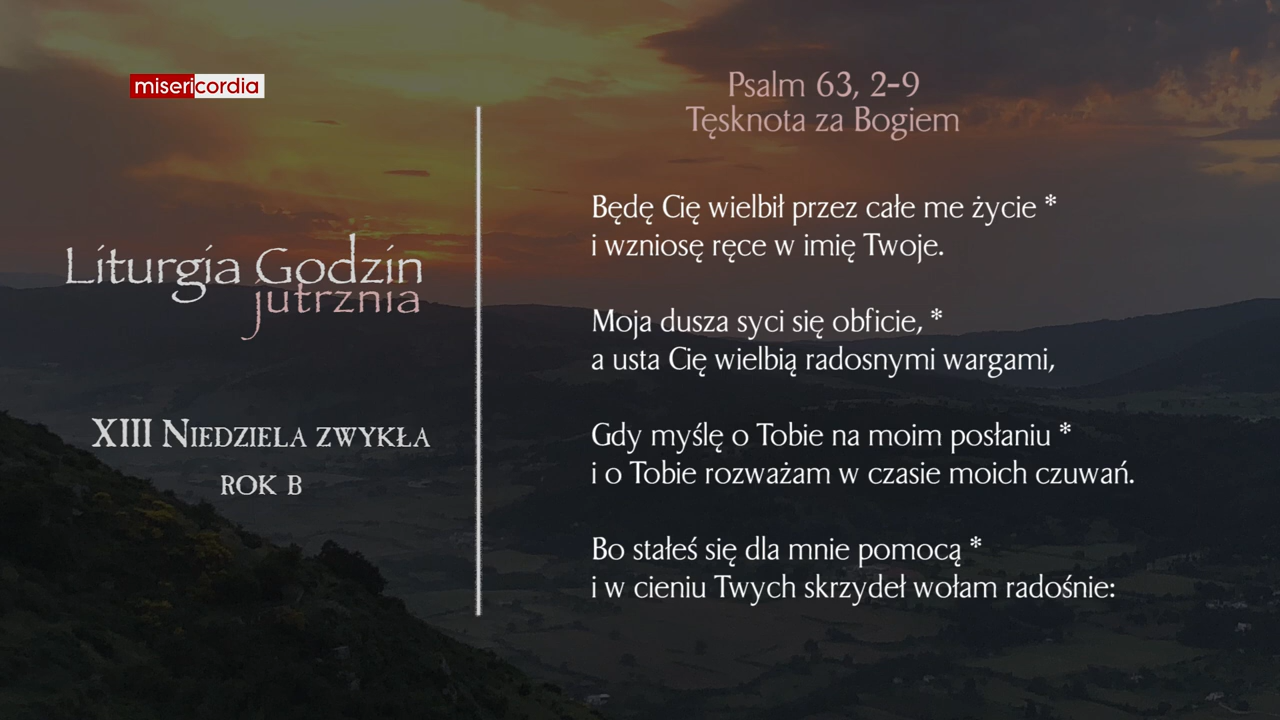 misericordia
Liturgia Godzin
jutrznia
XIII Niedziela zwykła
rok B
Psalm 63, 2-9
Tęsknota za Bogiem
Będę Cię wielbił przez całe me życie *
i wzniosę ręce w imię Twoje.
Moja dusza syci się obficie, *
a usta Cię wielbią radosnymi wargami,
Gdy myślę o Tobie na moim posłaniu *
i o Tobie rozważam w czasie moich czuwań.
Bo stałeś się dla mnie pomocą *
i w cieniu Twych skrzydeł wołam radośnie: